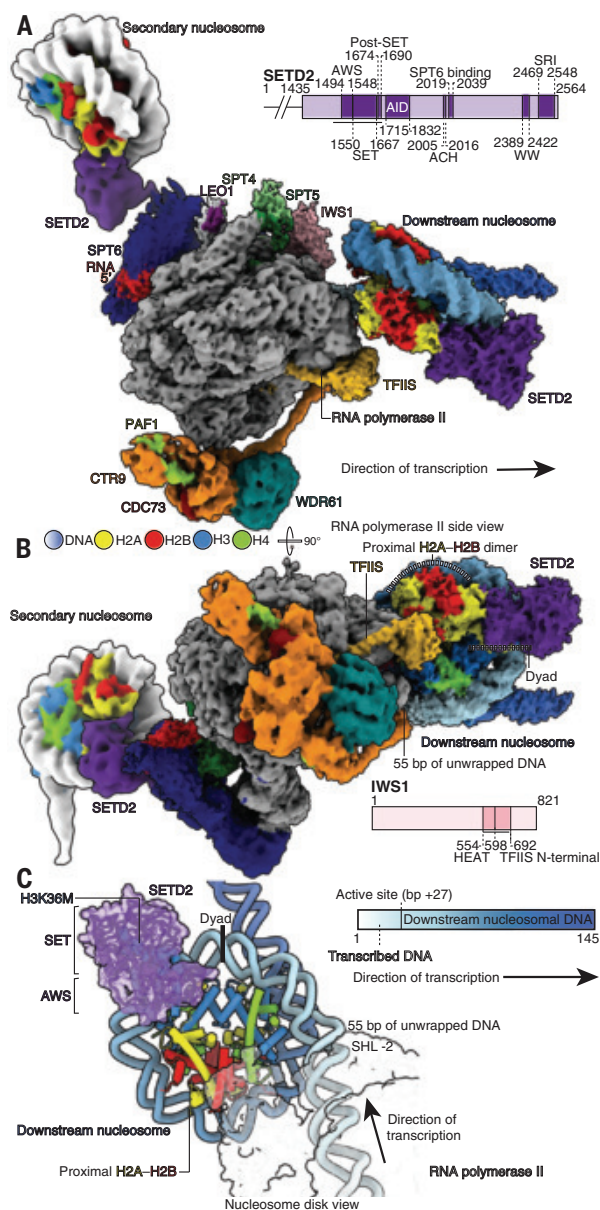 A
Secondary nucleosome
SETD2
Post-SET
1674 1690
AWS
1494 1548
SPT6 binding
2019 2039
SRI
2469 2548
SETD2
1 1435
2564
AID
1715 1832
1550 1667
2005 2016
2389 2422
SET
ACH
WW
SPT4
LEO1
SPT5
IWS1
SPT6
RNA
5'
Downstream nucleosome
TFIIS
SETD2
RNA polymerase II
PAF1
CTR9
CDC73
WDR61
Direction of transcription
DNA H2A H2B H3 H4 90°
B
RNA polymerase II side view
Proximal H2A–H2B dimer
TFIIS
SETD2
Secondary nucleosome
Dyad
Downstream nucleosome
55 bp of unwrapped DNA
SETD2
IWS1
1 821
554 598 692
HEAT TFIIS N-terminal
C
SETD2
H3K36M
SET
AWS
Dyad
Active site (bp +27)
Downstream nucleosomal DNA
1 145
Transcribed DNA
Direction of transcription
55 bp of unwrapped DNA
SHL -2
Downstream nucleosome
Direction of
transcription
Proximal H2A–H2B
RNA polymerase II
Nucleosome disk view